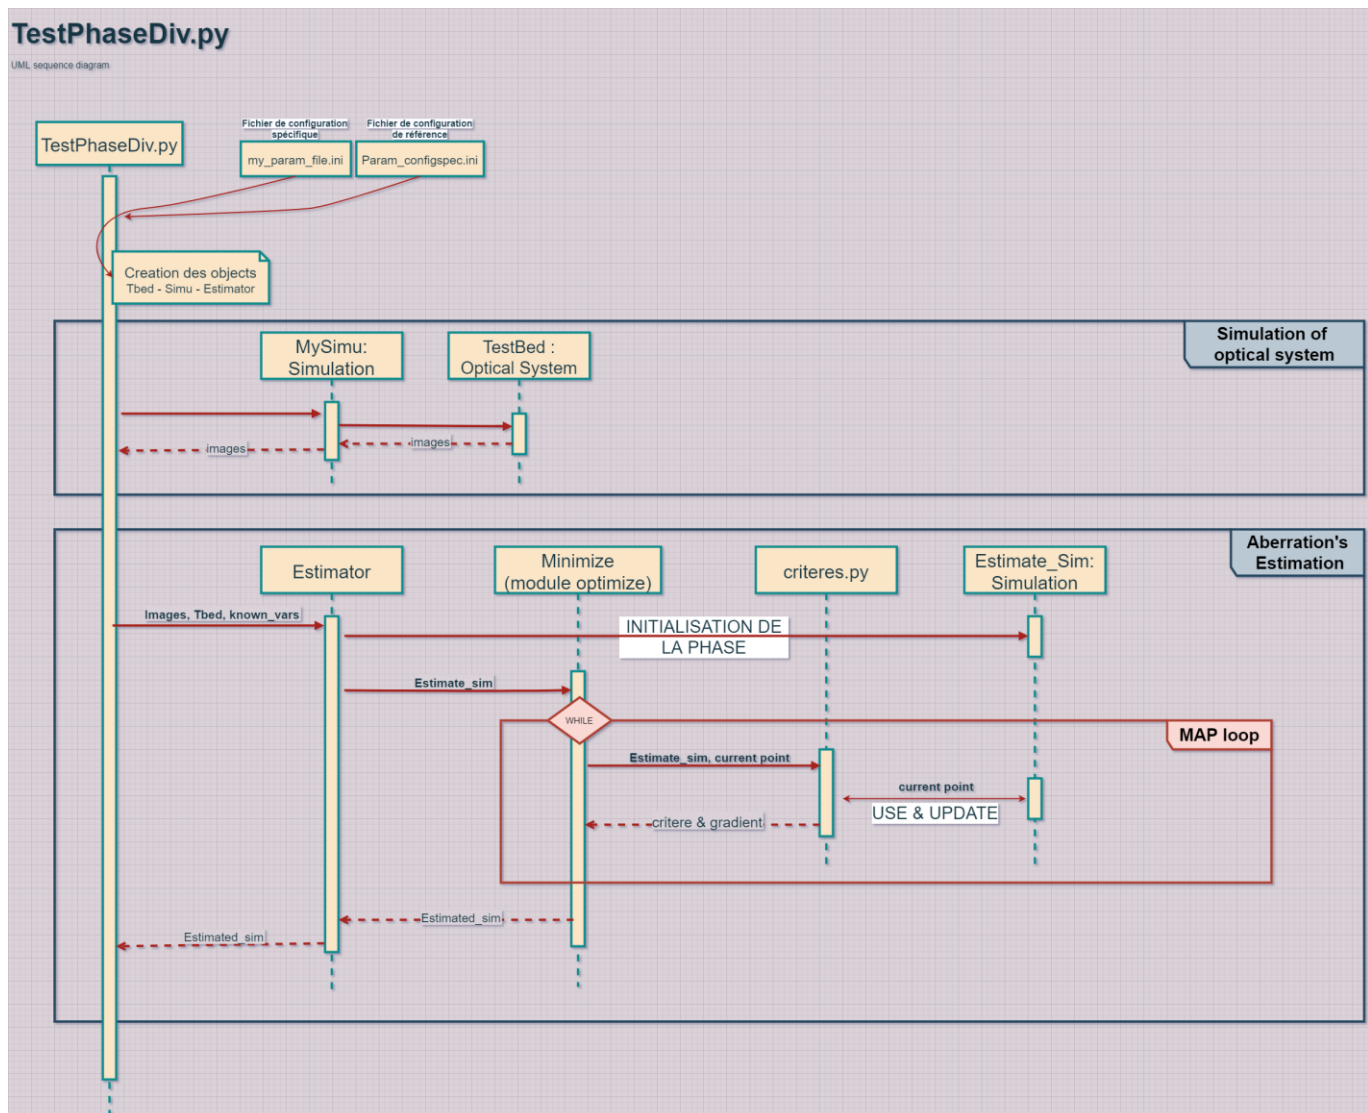 TestPhaseDiv.py
UML sequence diagram
Fichier de configuration
spécifique
Fichier de configuration
de référence
TestPhaseDiv.py
my_param_file.ini
Param_configspec.ini
Creation des objects
Tbed - Simu - Estimator
Simulation of
optical system
MySimu:
Simulation
TestBed :
Optical System
images
images
Aberration's
Estimation
Estimator
Minimize
(module optimize)
criteres.py
Estimate_Sim:
Simulation
Images, Tbed, known_vars
INITIALISATION DE
LA PHASE
Estimate_sim
WHILE
MAP loop
Estimate_sim, current point
current point
USE & UPDATE
critere & gradient
Estimated_sim
Estimated_sim